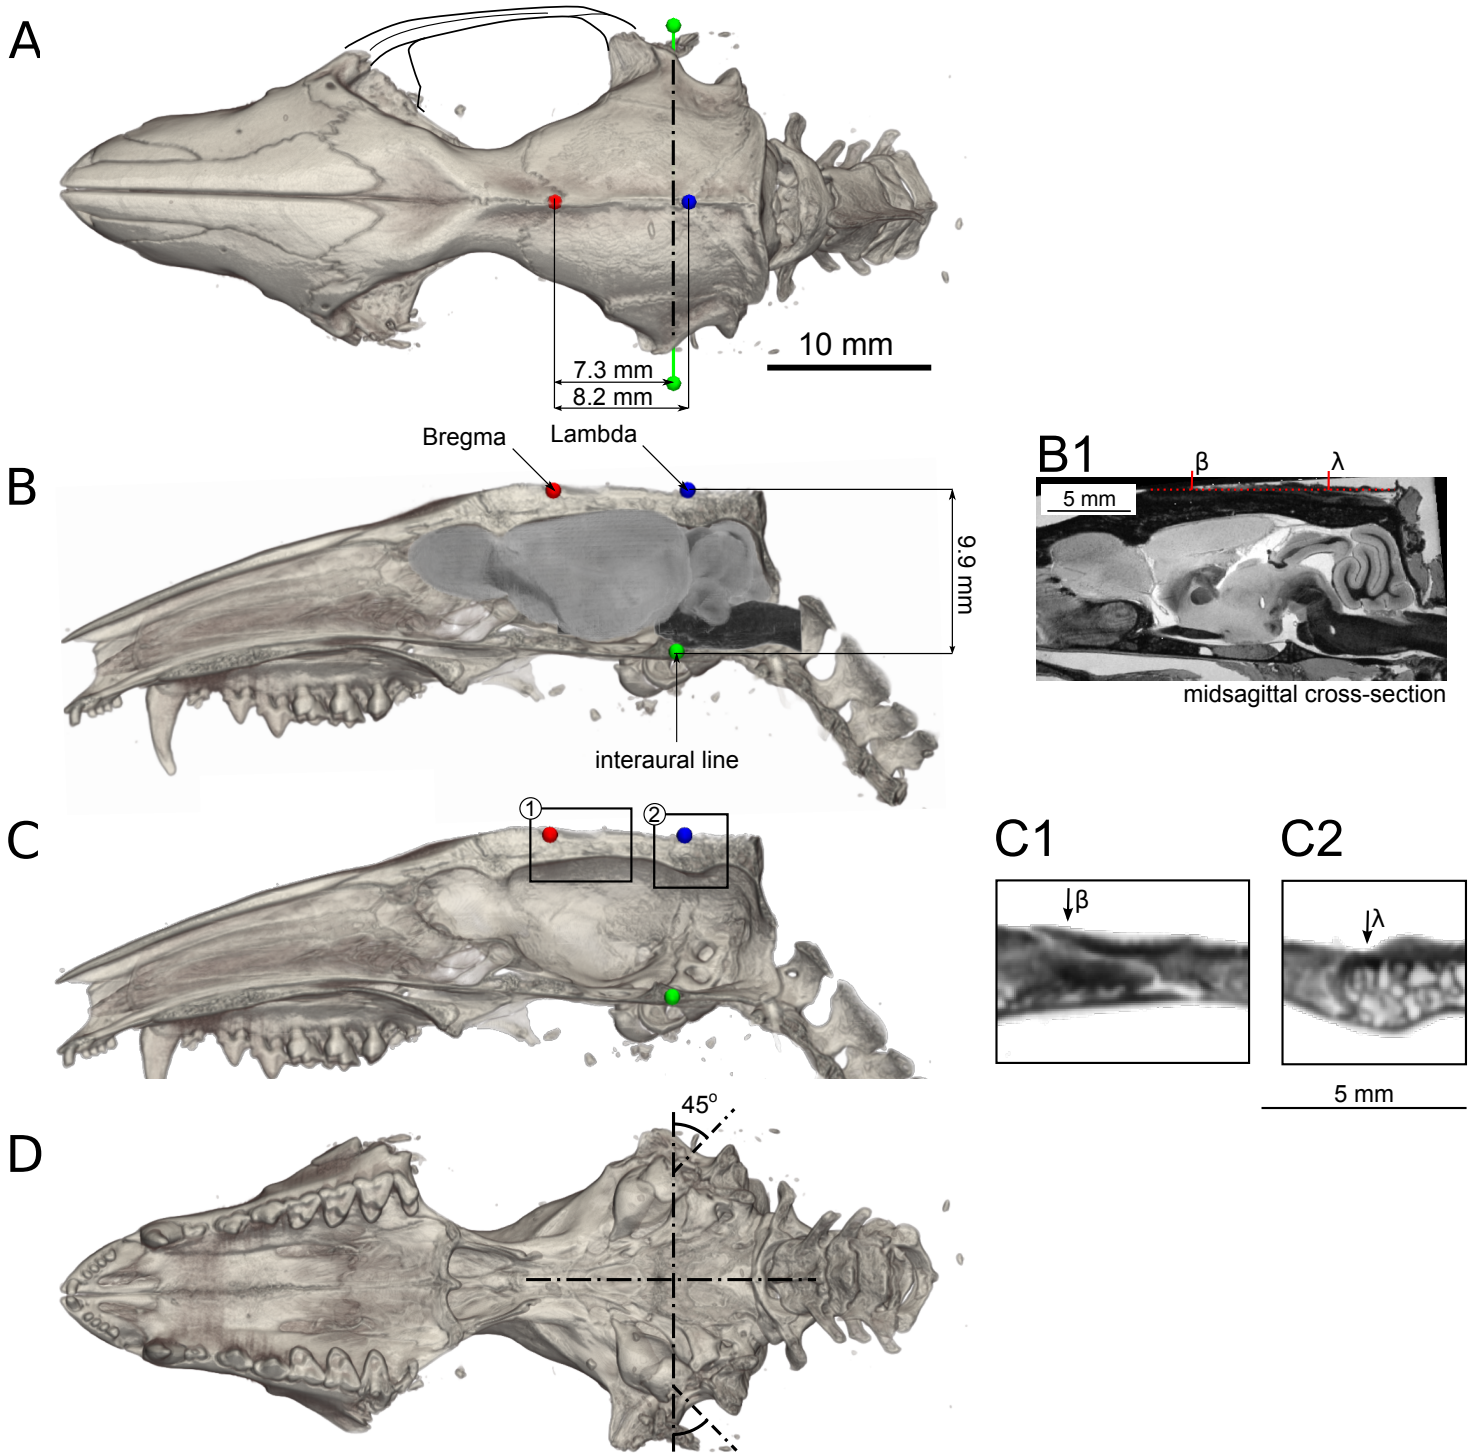 A
10 mm
7.3 mm
8.2 mm
Bregma
Lambda
B
9.9 mm
interaural line
B1
β
λ
5 mm
midsagittal cross-section
C
1
2
C1
β
C2
λ
5 mm
D
45°